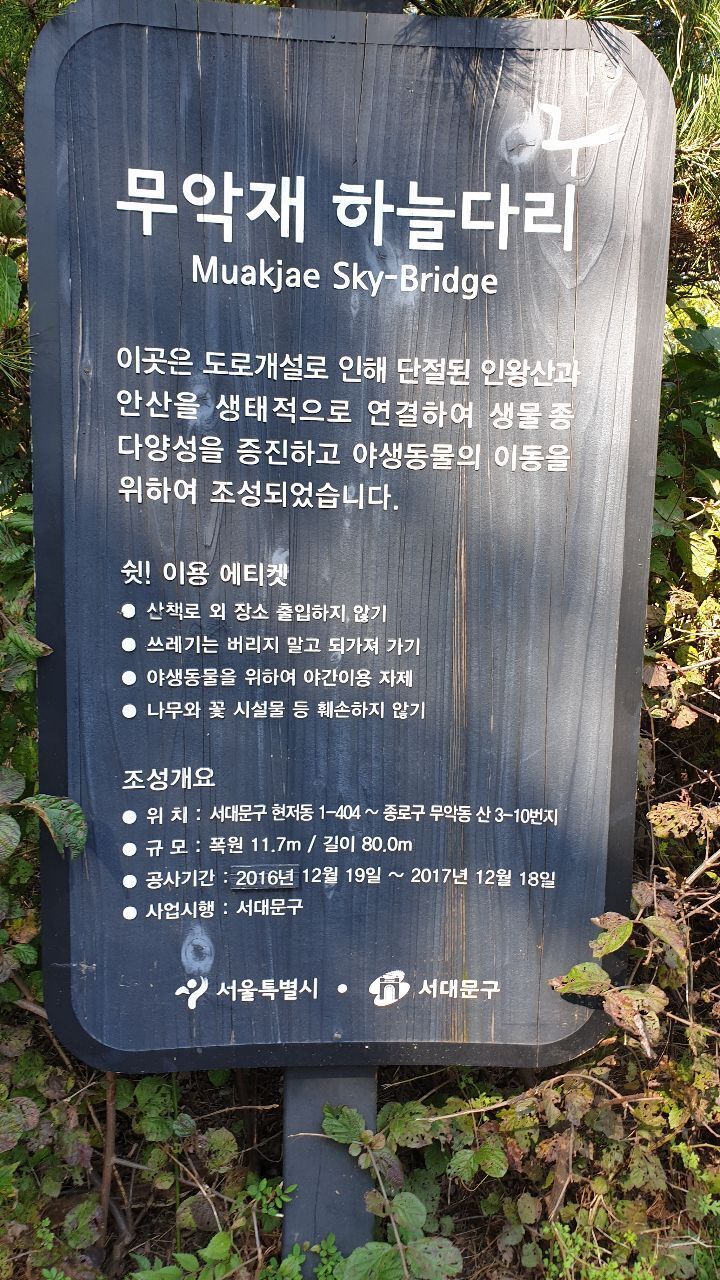 무악재 하늘다리
Muakjae Sky-Bridge
이곳은 도로개설로 인해 단절된 인왕산과
안산을 생태적으로 연결하여 생물 종
다양성을 증진하고 야생동물의 이동을
위하여 조성되었습니다.
쉿! 이용 에티켓
● 산책로 외 장소 출입하지 않기
● 쓰레기는 버리지 말고 되가져 가기
● 야생동물을 위하여 야간이용 자제
● 나무와 꽃 시설물 등 훼손하지 않기
조성개요
● 위 치 : 서대문구 현저동 1-404 ~ 종로구 무악동 산 3-10번지
● 규 모 : 폭원 11.7m / 길이 80.0m
● 공사기간 : 2016년 12월 19일 ~ 2017년 12월 18일
● 사업시행 : 서대문구
서울특별시 • 서대문구